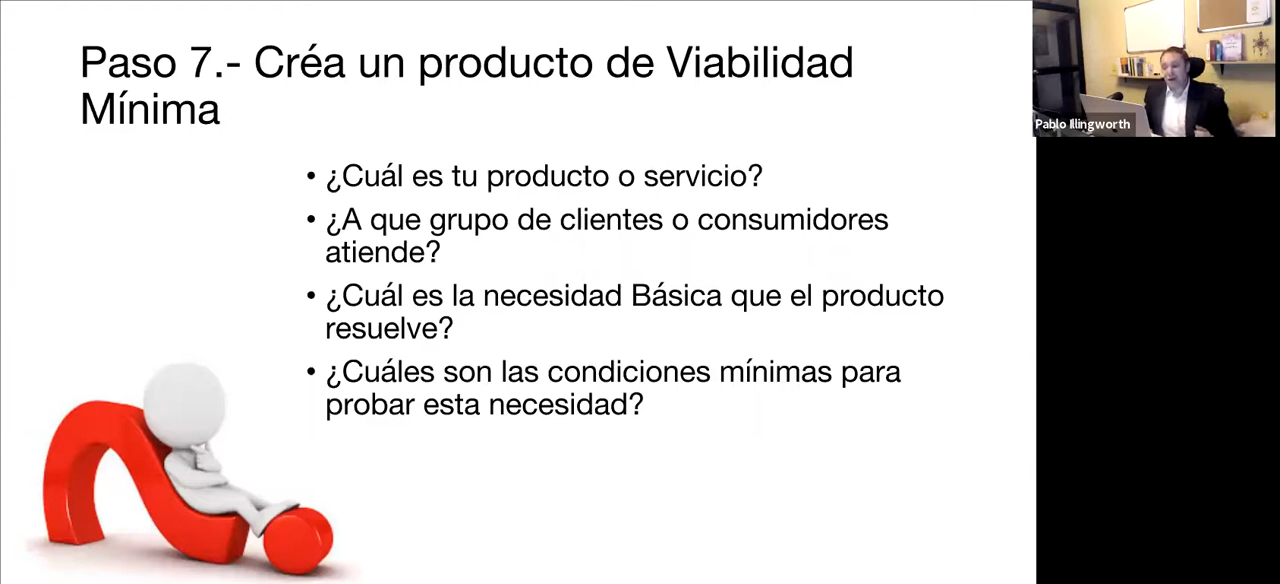 Paso 7.- Créa un producto de Viabilidad
Mínima
• ¿Cuál es tu producto o servicio?
• ¿A que grupo de clientes o consumidores
atiende?
• ¿Cuál es la necesidad Básica que el producto
resuelve?
• ¿Cuáles son las condiciones mínimas para
probar esta necesidad?
Pablo Illingworth